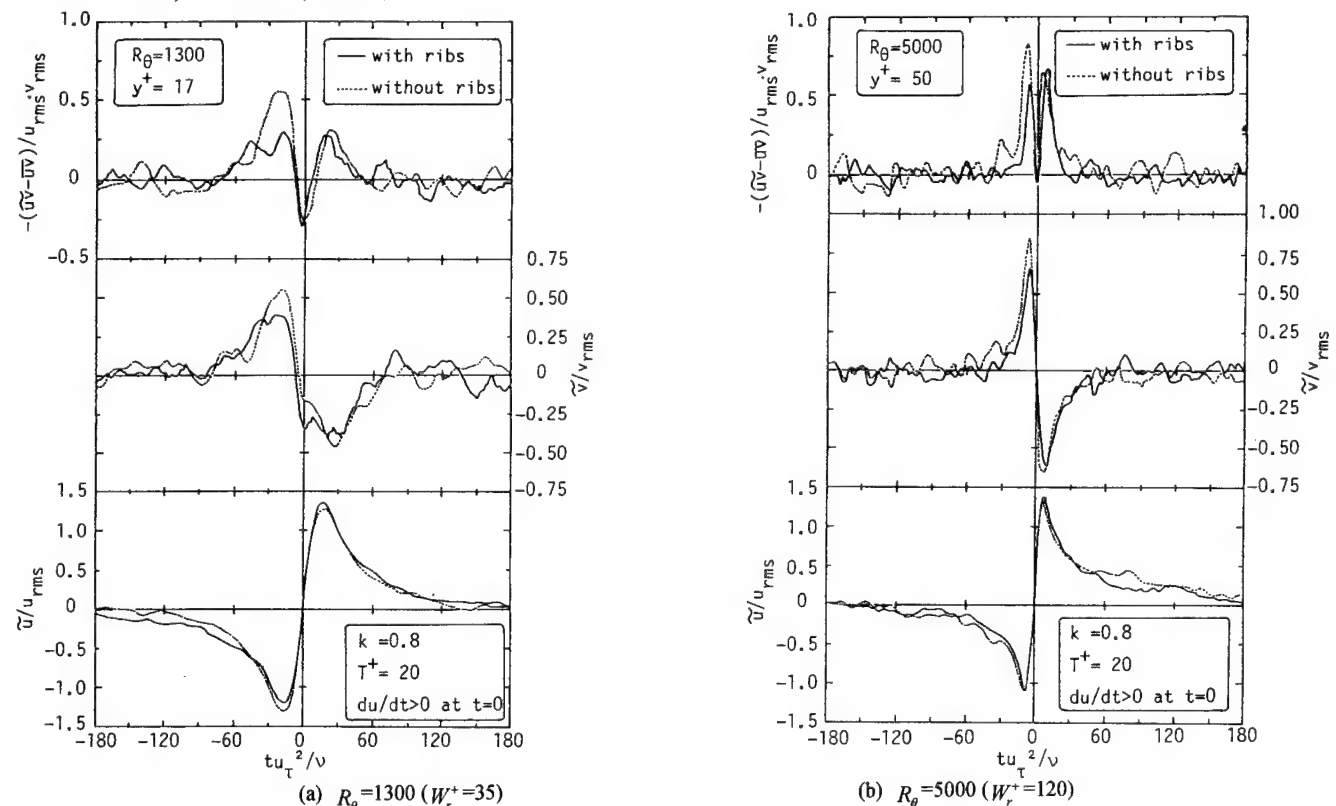 1.0
0.5
0
-0.5
-(ũv-u̅v̅)/u_rms·v_rms
R_θ=1300
y⁺= 17
with ribs
without ribs
0.75
0.50
0.25
0
-0.25
-0.50
-0.75
ṽ/v_rms
1.5
1.0
0.5
0
-0.5
-1.0
-1.5
ũ/u_rms
k =0.8
T⁺= 20
du/dt>0 at t=0
-180 -120 -60 0 60 120 180
tu_τ²/ν
(a) R_θ=1300 (W_r⁺=35)
1.0
0.5
0
-(ũv-u̅v̅)/u_rms·v_rms
R_θ=5000
y⁺= 50
with ribs
without ribs
1.00
0.75
0.50
0.25
0
-0.25
-0.50
-0.75
ṽ/v_rms
1.5
1.0
0.5
0
-0.5
-1.0
-1.5
ũ/u_rms
k =0.8
T⁺= 20
du/dt>0 at t=0
-180 -120 -60 0 60 120 180
tu_τ²/ν
(b) R_θ=5000 (W_r⁺=120)